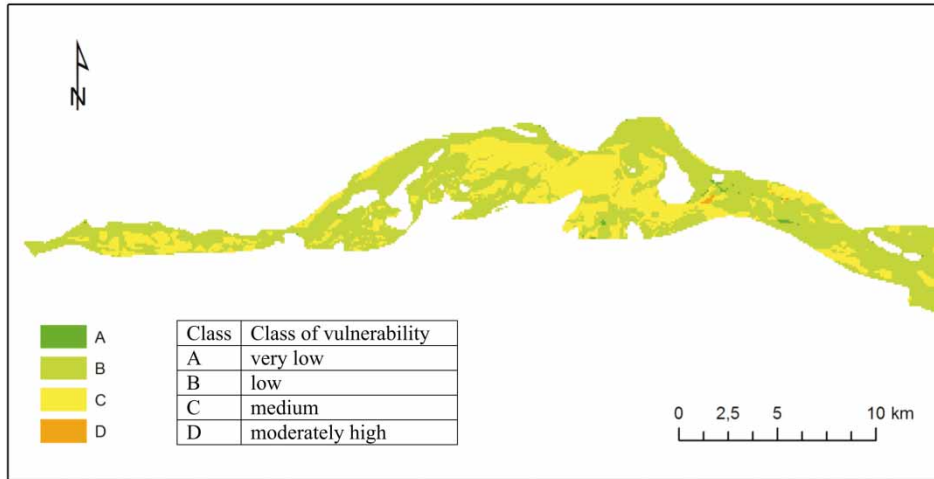 N
A
B
C
D
Class Class of vulnerability
A very low
B low
C medium
D moderately high
0 2,5 5 10 km